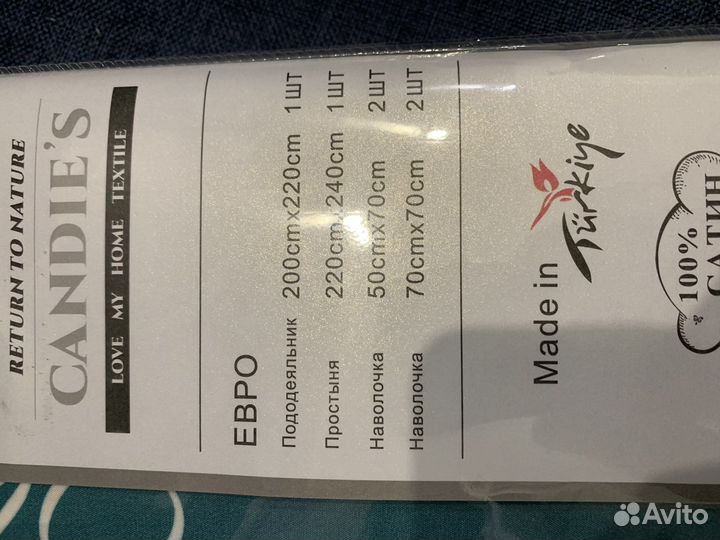 RETURN TO NATURE
CANDIE'S
LOVE MY HOME TEXTILE
ЕВРО
Пододеяльник 200cmx220cm 1 ШТ
Простыня 220cmx240cm 1 ШТ
Наволочка 50cmx70cm 2 ШТ
Наволочка 70cmx70cm 2 ШТ
Made in Türkiye
100%
САТИН
Avito